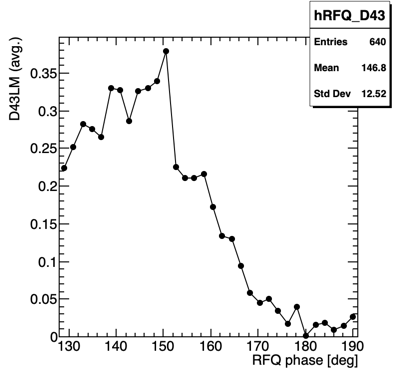 hRFQ_D43
Entries 640
Mean 146.8
Std Dev 12.52
D43LM (avg.)
0.35
0.3
0.25
0.2
0.15
0.1
0.05
0
130 140 150 160 170 180 190
RFQ phase [deg]